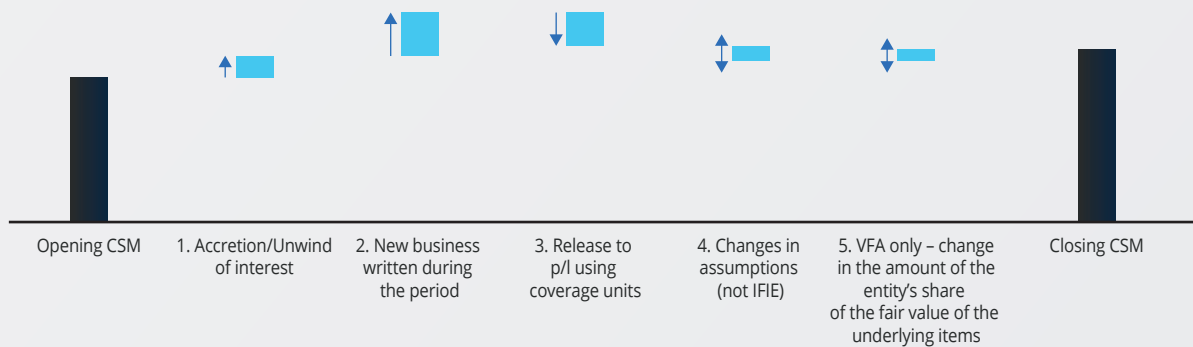 Opening CSM
1. Accretion/Unwind
of interest
2. New business
written during
the period
3. Release to
p/l using
coverage units
4. Changes in
assumptions
(not IFIE)
5. VFA only – change
in the amount of the
entity’s share
of the fair value of the
underlying items
Closing CSM